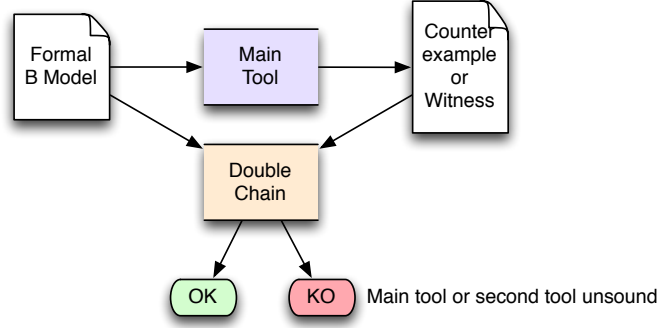 Formal
B Model
Main
Tool
Counter
example
or
Witness
Double
Chain
OK
KO
Main tool or second tool unsound